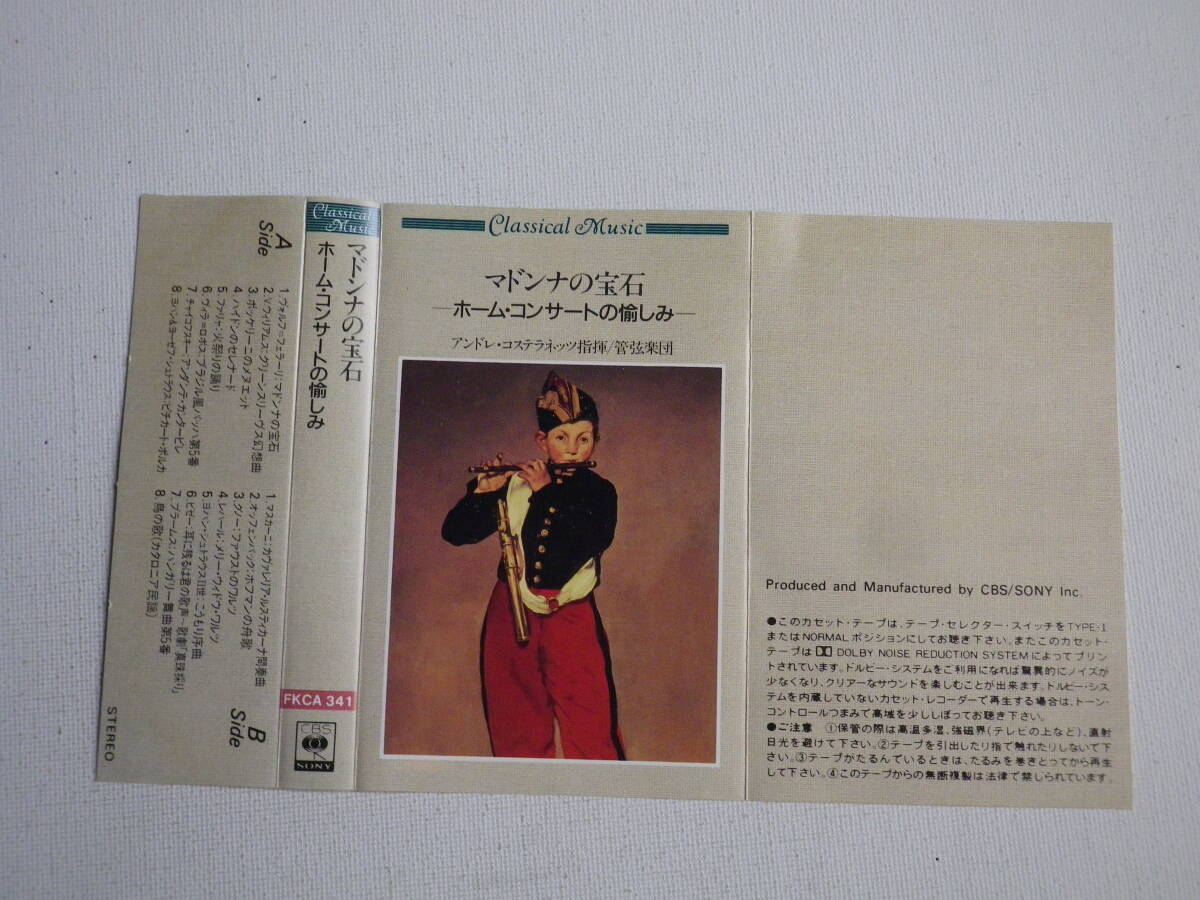 A
Side
1. ヴォルフ=フェラーリ:マドンナの宝石
2. V.ウィリアムス:グリーンスリーヴス幻想曲
3. ボッケリーニのメヌエット
4. ハイドンのセレナード
5. ファリャ:火祭りの踊り
6. ヴィラ=ロボス:ブラジル風バッハ第5番
7. チャイコフスキー:アンダンテ・カンタービレ
8. ヨハン&ヨーゼフ・シュトラウス:ピチカート・ポルカ
B
Side
1. マスカーニ:カヴァレリア・ルスティカーナ間奏曲
2. オッフェンバック:ホフマンの舟歌
3. グノー:ファウストのワルツ
4. レハール:メリー・ウィドウ・ワルツ
5. ヨハン・シュトラウスII世:こうもり序曲
6. ビゼー:耳に残るは君の歌声〜歌劇「真珠採り」
7. ブラームス:ハンガリー舞曲第5番
8. 鳥の歌(カタロニア民謡)
STEREO
Classical
Music
マドンナの宝石
ホーム・コンサートの愉しみ
FKCA 341
CBS
SONY
Classical Music
マドンナの宝石
—ホーム・コンサートの愉しみ—
アンドレ・コステラネッツ指揮/管弦楽団
Produced and Manufactured by CBS/SONY Inc.
●このカセット・テープは、テープ・セレクター・スイッチをTYPE-I
またはNORMALポジションにしてお聴き下さい。またこのカセット・
テープは DOLBY NOISE REDUCTION SYSTEMによってプリン
トされています。ドルビー・システムをご利用になれば驚異的にノイズが
少なくなり、クリアーなサウンドを楽しむことが出来ます。ドルビー・シス
テムを内蔵していないカセット・レコーダーで再生する場合は、トーン・
コントロールつまみで高域を少ししぼってお聴き下さい。
●ご注意 ①保管の際は高温多湿、強磁界(テレビの上など)、直射
日光を避けて下さい。②テープを引出したり指で触れたりしないで下
さい。③テープがたるんでいるときは、たるみを巻きとってから再生
して下さい。④このテープからの無断複製は法律で禁じられています。